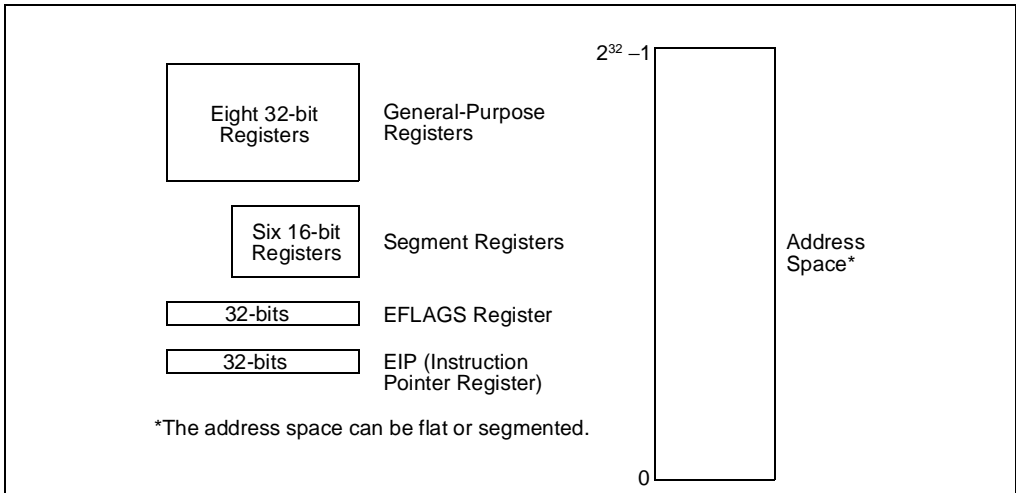 2³² –1
Eight 32-bit
Registers
General-Purpose
Registers
Six 16-bit
Registers
Segment Registers
Address
Space*
32-bits
EFLAGS Register
32-bits
EIP (Instruction
Pointer Register)
*The address space can be flat or segmented.
0